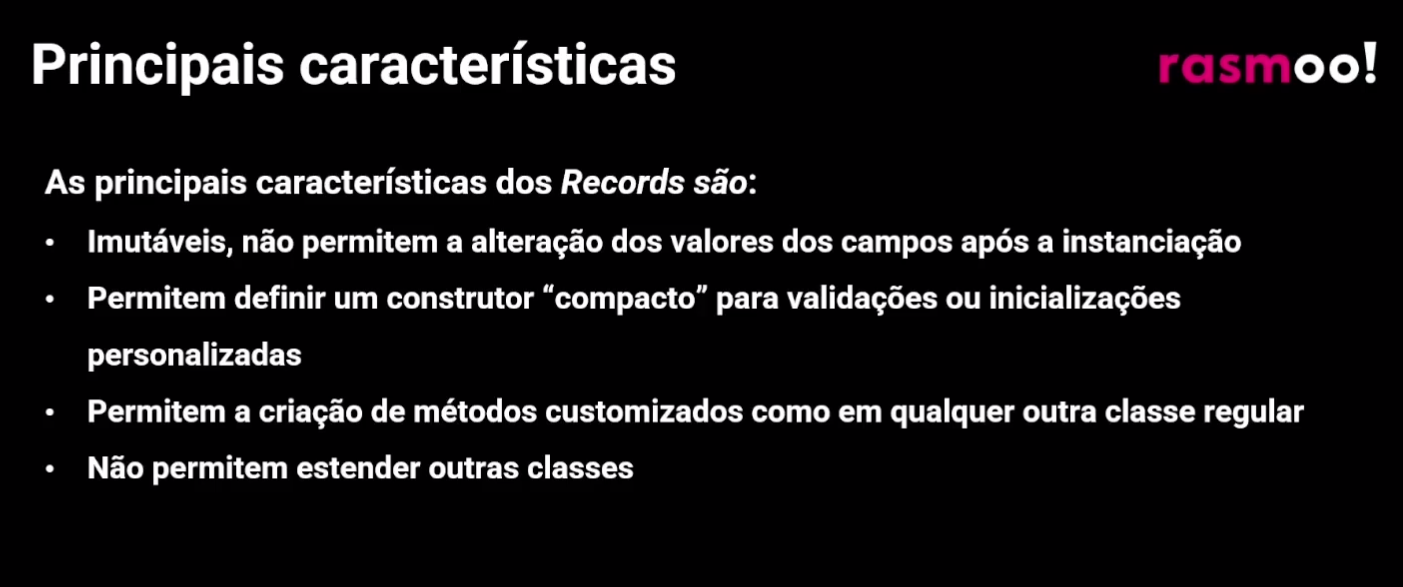 Principais características
rasmoo!
As principais características dos Records são:
• Imutáveis, não permitem a alteração dos valores dos campos após a instanciação
• Permitem definir um construtor “compacto” para validações ou inicializações
personalizadas
• Permitem a criação de métodos customizados como em qualquer outra classe regular
• Não permitem estender outras classes